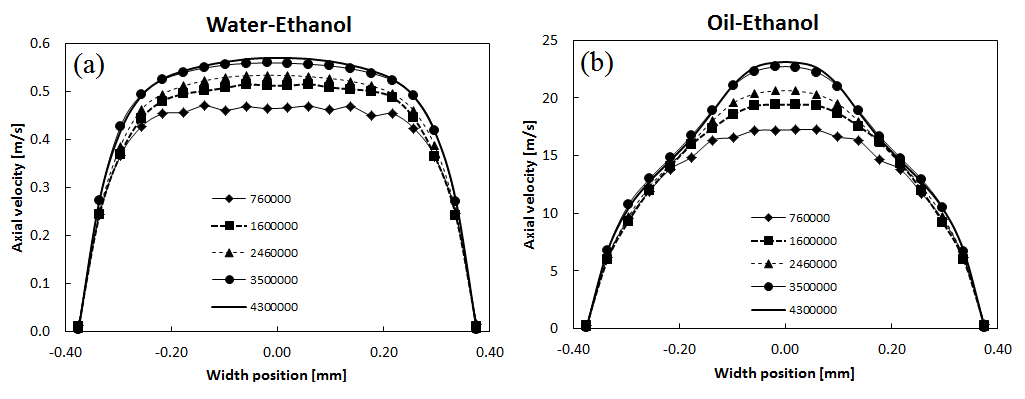 Water-Ethanol
(a)
Axial velocity [m/s]
0.6
0.5
0.4
0.3
0.2
0.1
0.0
760000
1600000
2460000
3500000
4300000
-0.40 -0.20 0.00 0.20 0.40
Width position [mm]
Oil-Ethanol
(b)
Axial velocity [m/s]
25
20
15
10
5
0
760000
1600000
2460000
3500000
4300000
-0.40 -0.20 0.00 0.20 0.40
Width position [mm]